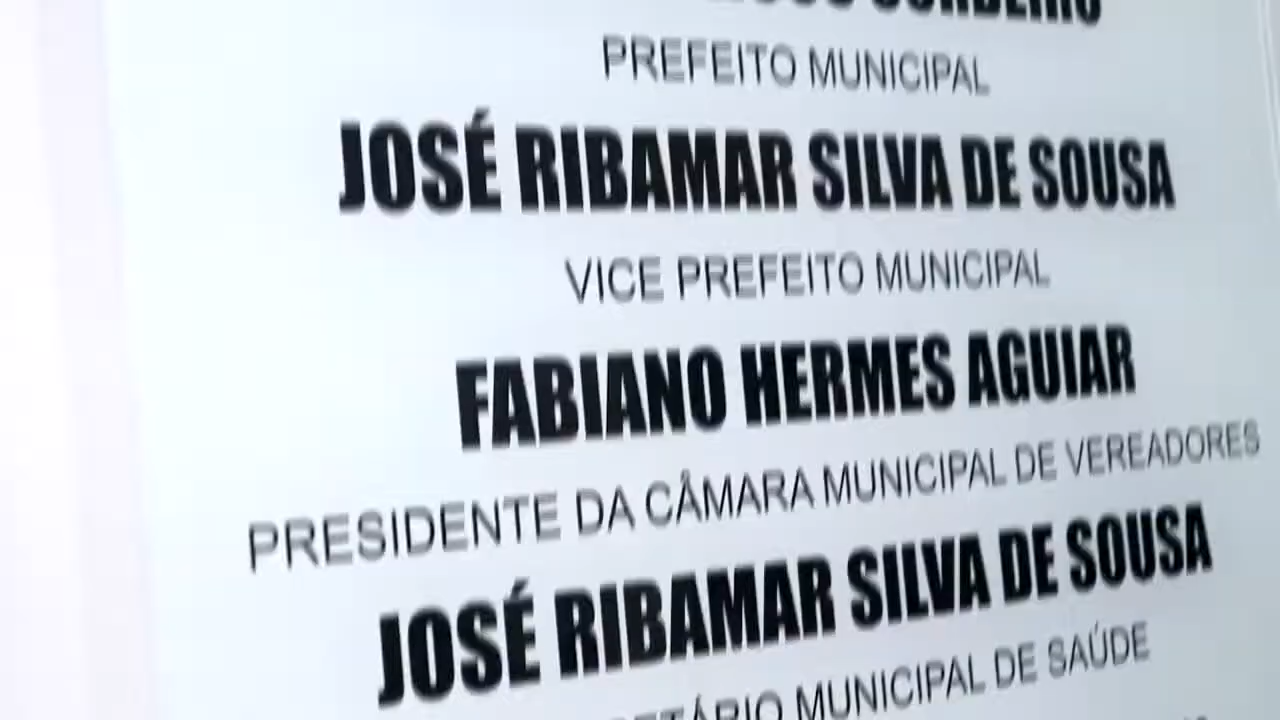 PREFEITO MUNICIPAL
JOSÉ RIBAMAR SILVA DE SOUSA
VICE PREFEITO MUNICIPAL
FABIANO HERMES AGUIAR
PRESIDENTE DA CÂMARA MUNICIPAL DE VEREADORES
JOSÉ RIBAMAR SILVA DE SOUSA
MUNICIPAL DE SAÚDE